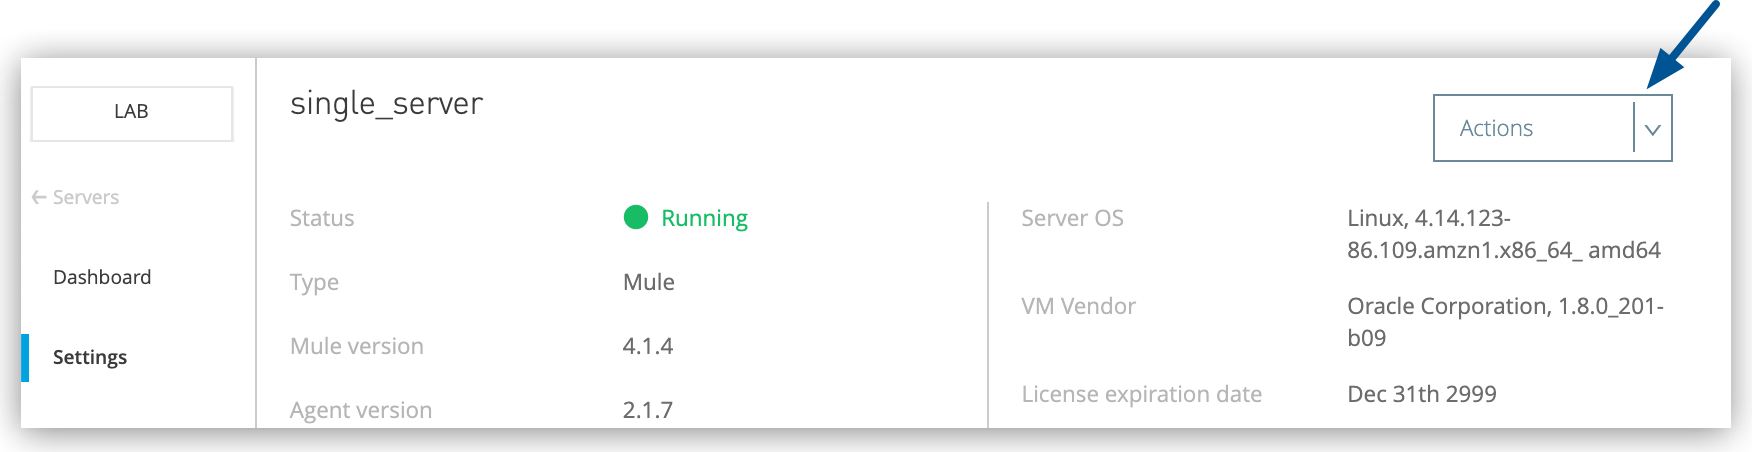 LAB
Servers
Dashboard
Settings
single_server
Actions
Status Running
Type Mule
Mule version 4.1.4
Agent version 2.1.7
Server OS Linux, 4.14.123-
86.109.amzn1.x86_64_ amd64
VM Vendor Oracle Corporation, 1.8.0_201-
b09
License expiration date Dec 31th 2999